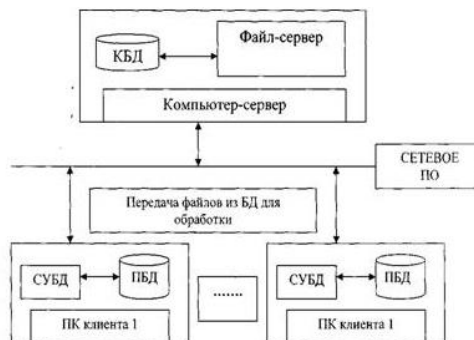 Файл-сервер
КБД
Компьютер-сервер
СЕТЕВОЕ
ПО
Передача файлов из БД для
обработки
СУБД
ПБД
ПК клиента 1
........
СУБД
ПБД
ПК клиента 1